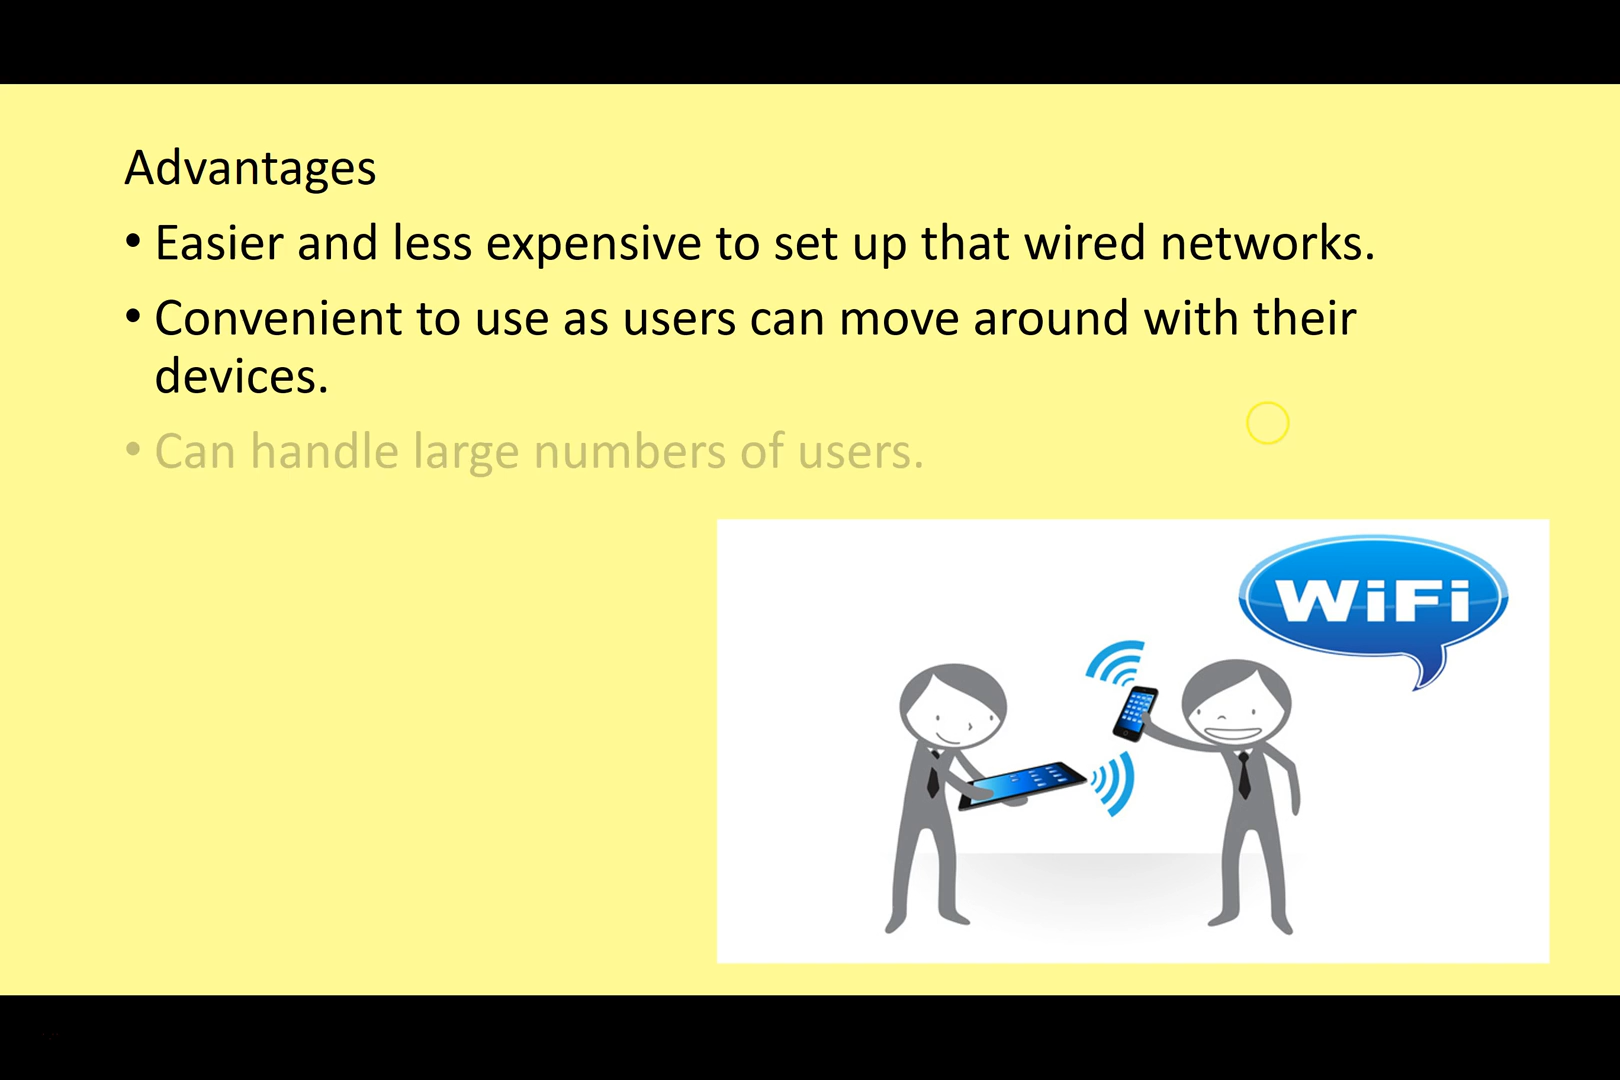 Advantages
• Easier and less expensive to set up that wired networks.
• Convenient to use as users can move around with their
devices.
• Can handle large numbers of users.
WiFi